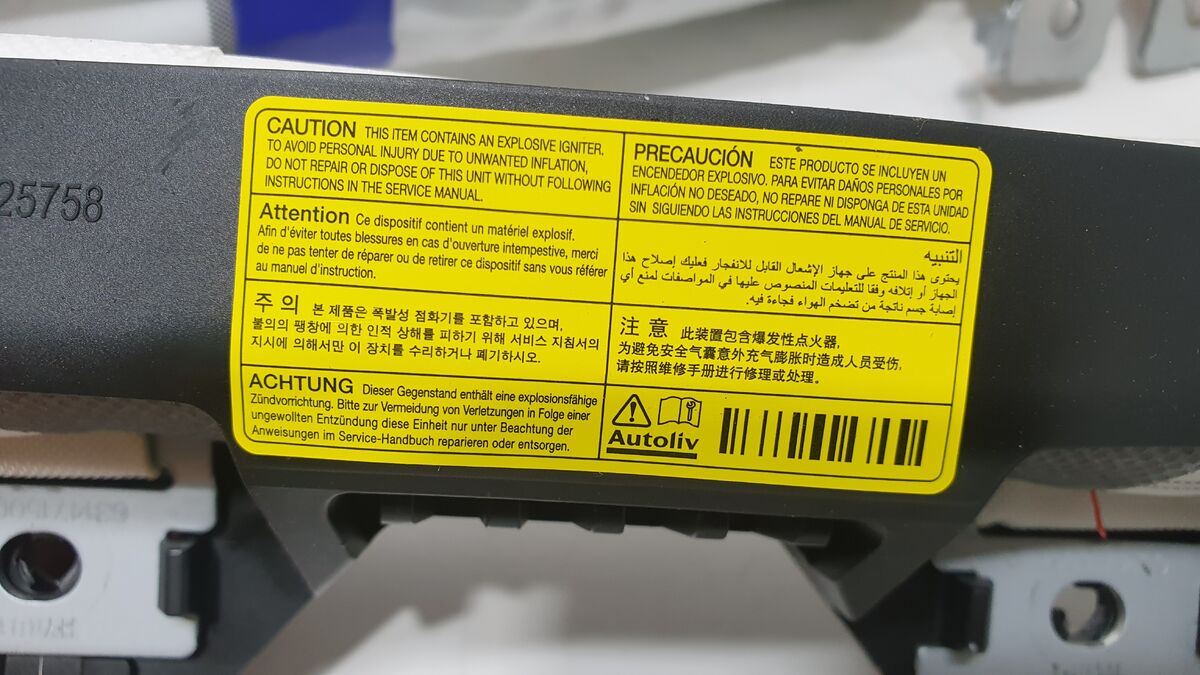 25758
CAUTION THIS ITEM CONTAINS AN EXPLOSIVE IGNITER.
TO AVOID PERSONAL INJURY DUE TO UNWANTED INFLATION,
DO NOT REPAIR OR DISPOSE OF THIS UNIT WITHOUT FOLLOWING
INSTRUCTIONS IN THE SERVICE MANUAL.
PRECAUCIÓN ESTE PRODUCTO SE INCLUYEN UN
ENCENDEDOR EXPLOSIVO. PARA EVITAR DAÑOS PERSONALES POR
INFLACIÓN NO DESEADO, NO REPARE NI DISPONGA DE ESTA UNIDAD
SIN SIGUIENDO LAS INSTRUCCIONES DEL MANUAL DE SERVICIO.
Attention Ce dispositif contient un matériel explosif.
Afin d'éviter toutes blessures en cas d'ouverture intempestive, merci
de ne pas tenter de réparer ou de retirer ce dispositif sans vous référer
au manuel d'instruction.
التنبيه
يحتوى هذا المنتج على جهاز الإشعال القابل للانفجار فعليك إصلاح هذا
الجهاز أو إتلافه وفقا للتعليمات المنصوص عليها في المواصفات لمنع أي
إصابة جسم ناتجة من تضخم الهواء فجاءة فيه.
주 의 본 제품은 폭발성 점화기를 포함하고 있으며,
불의의 팽창에 의한 인적 상해를 피하기 위해 서비스 지침서의
지시에 의해서만 이 장치를 수리하거나 폐기하시오.
注 意 此装置包含爆发性点火器,
为避免安全气囊意外充气膨胀时造成人员受伤,
请按照维修手册进行修理或处理。
ACHTUNG Dieser Gegenstand enthält eine explosionsfähige
Zündvorrichtung. Bitte zur Vermeidung von Verletzungen in Folge einer
ungewollten Entzündung diese Einheit nur unter Beachtung der
Anweisungen im Service-Handbuch reparieren oder entsorgen.
Autoliv